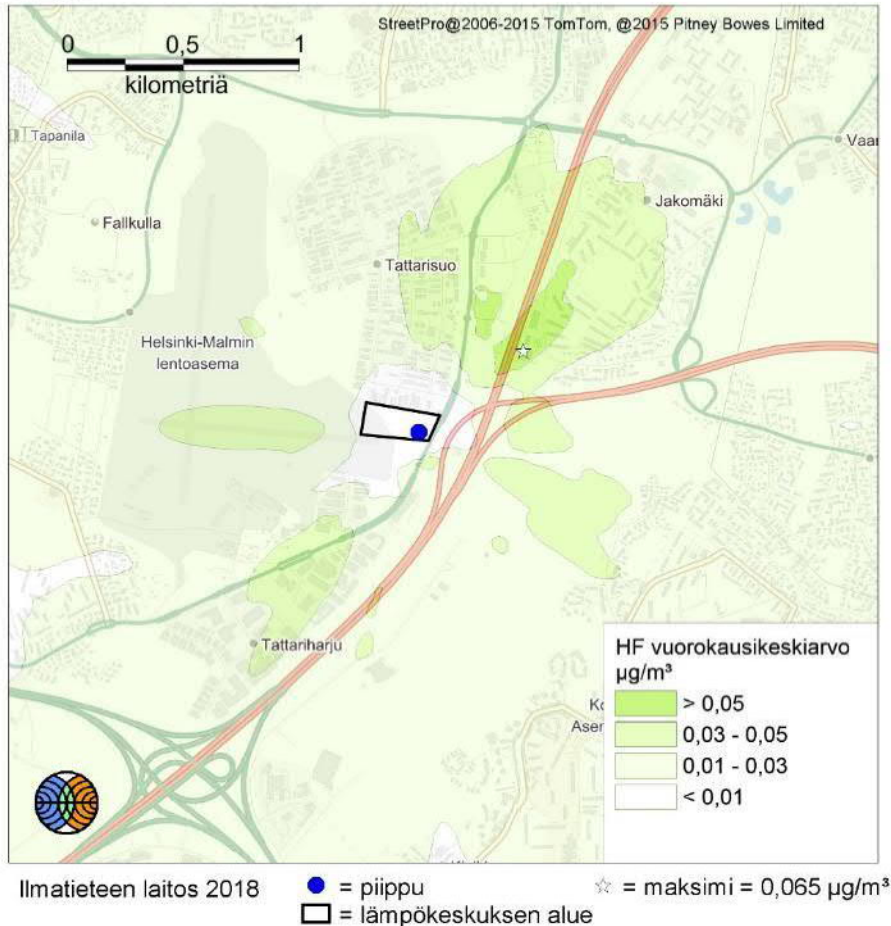 StreetPro@2006-2015 TomTom, @2015 Pitney Bowes Limited
0 0,5 1
kilometriä
Tapanila
Vaar
Jakomäki
Fallkulla
Tattarisuo
Helsinki-Malmin
lentoasema
Tattariharju
HF vuorokausikeskiarvo
µg/m³
> 0,05
0,03 - 0,05
0,01 - 0,03
< 0,01
Ko
Aser
Ilmatieteen laitos 2018
= piippu
= maksimi = 0,065 µg/m³
= lämpökeskuksen alue